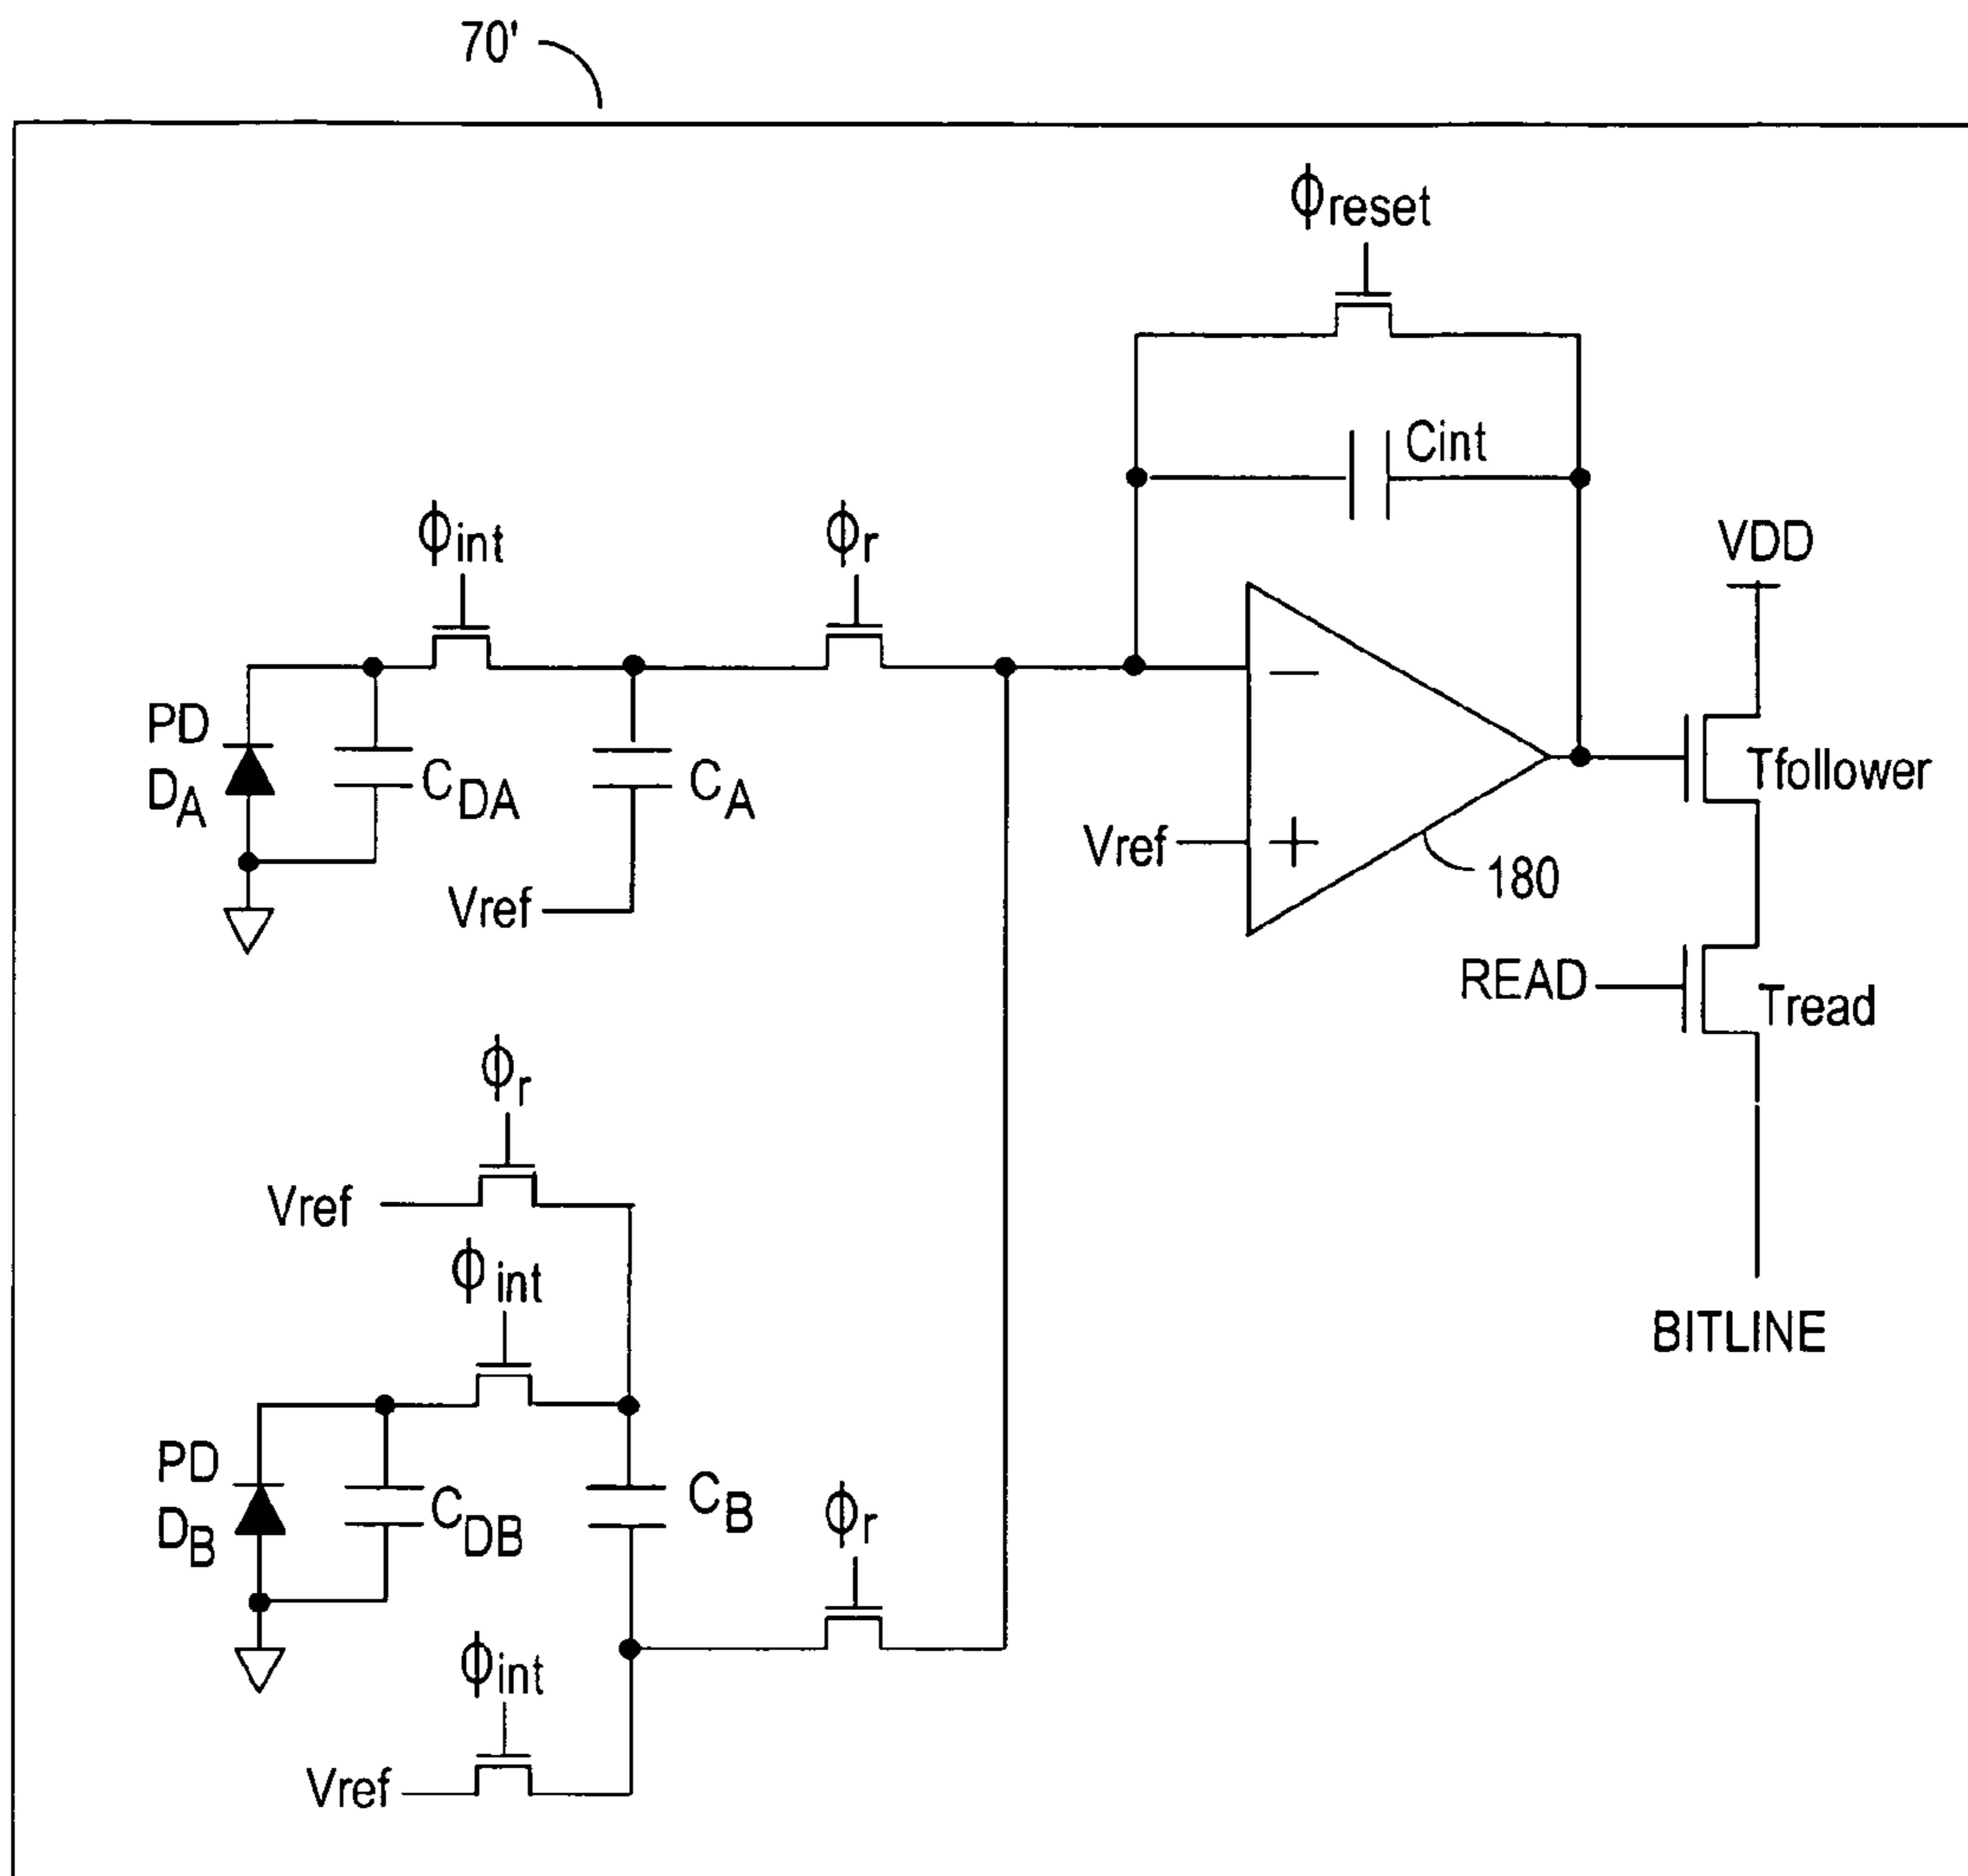 70'
ϕreset
Cint
ϕint
ϕr
VDD
PD
DA
CDA
CA
Tfollower
Vref
−
+
180
Vref
READ
Tread
ϕr
Vref
ϕint
BITLINE
PD
DB
CDB
CB
ϕr
ϕint
Vref